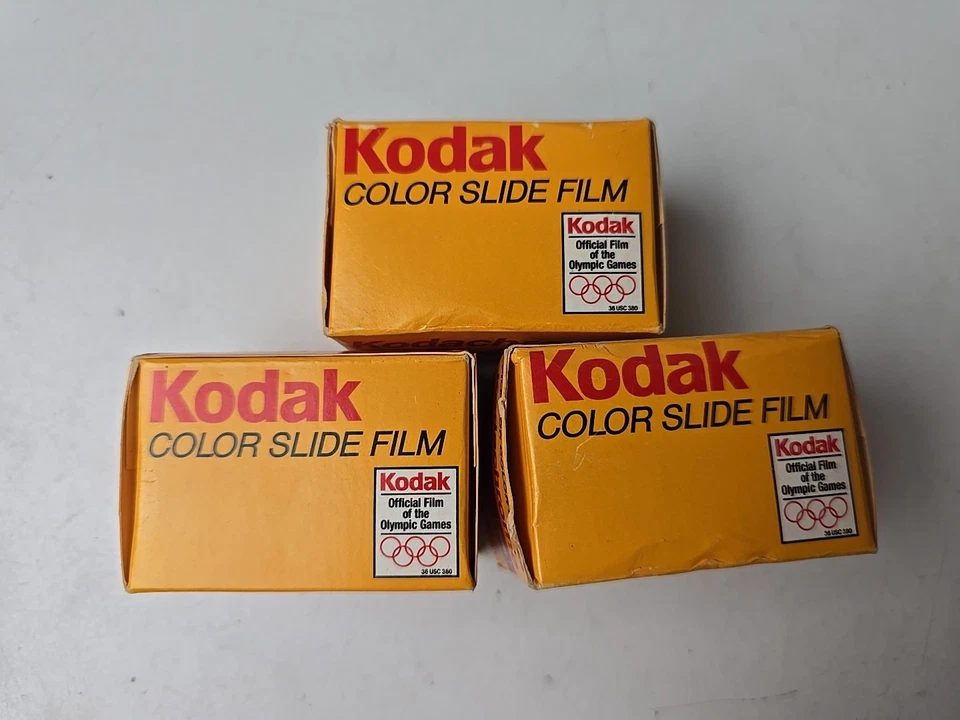 Kodak
COLOR SLIDE FILM
Kodak
Official Film
of the
Olympic Games
36 USC 380
Kodach
Kodak
COLOR SLIDE FILM
Kodak
Official Film
of the
Olympic Games
36 USC 380
Kodak
COLOR SLIDE FILM
Kodak
Official Film
of the
Olympic Games
36 USC 380